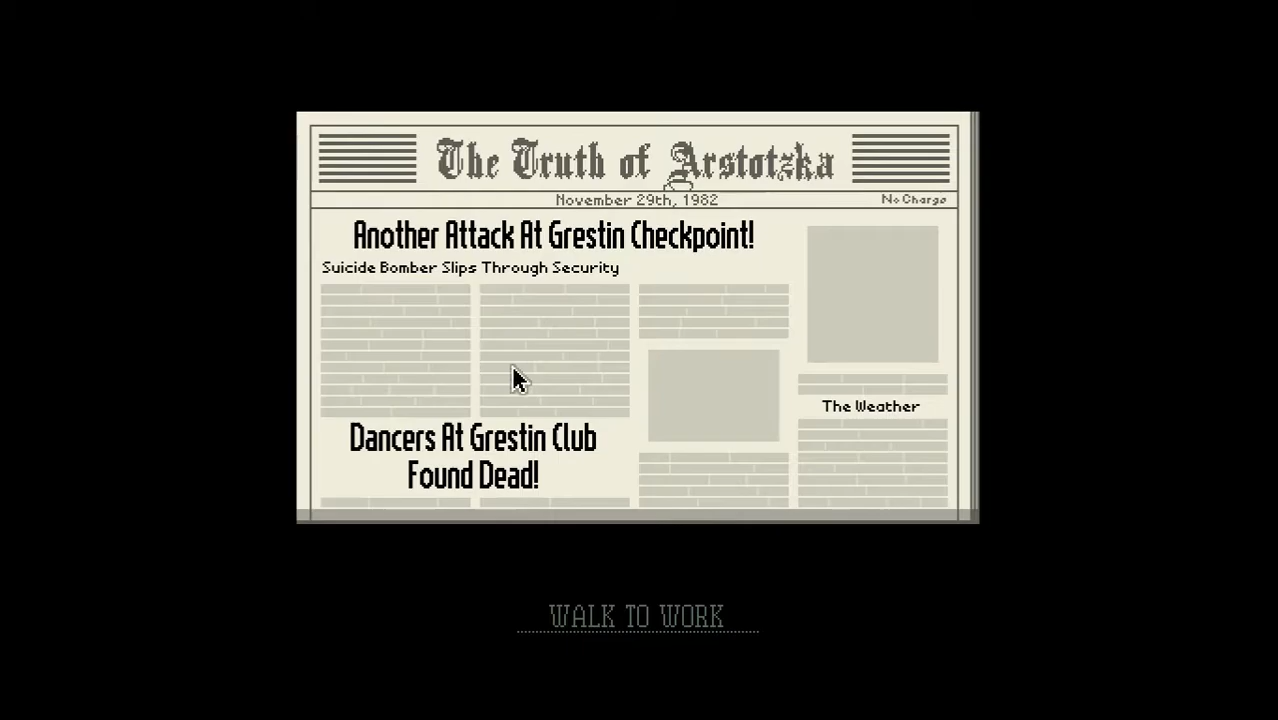 The Truth of Arstotzka
November 29th, 1982
No Charge
Another Attack At Grestin Checkpoint!
Suicide Bomber Slips Through Security
The Weather
Dancers At Grestin Club
Found Dead!
WALK TO WORK